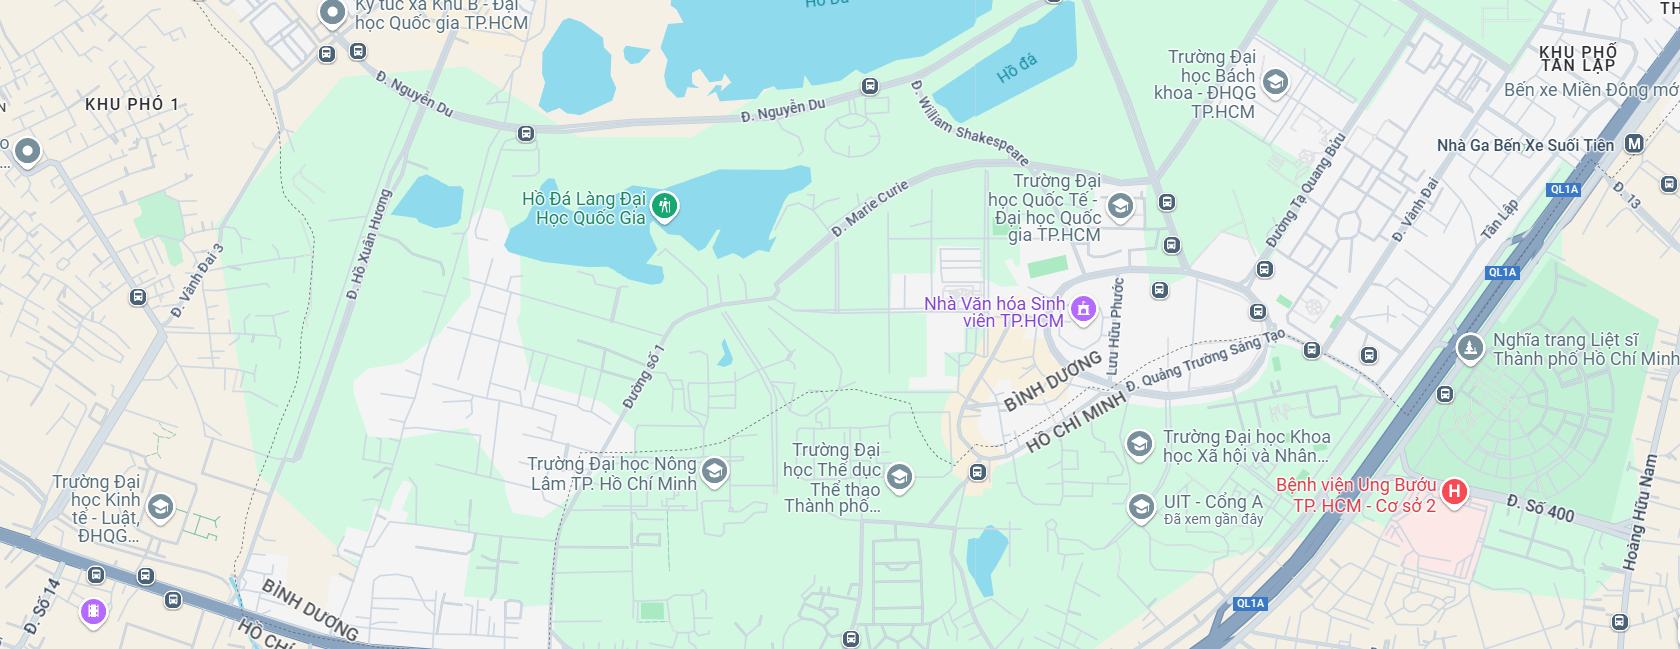 Ký túc xá Khu B - Đại
học Quốc gia TP.HCM
Hồ Đá
KHU PHỐ 1
Đ. Nguyễn Du
Đ. Nguyễn Du
Hồ đá
Đ. William Shakespeare
Trường Đại
học Bách
khoa - ĐHQG
TP.HCM
KHU PHỐ
TÂN LẬP
TH
Bến xe Miền Đông mới
Nhà Ga Bến Xe Suối Tiên
M
QL1A
Đ. 13
Tân Lập
Đ. Vành Đai
Đường Tạ Quang Bửu
QL1A
Hồ Đá Làng Đại
Học Quốc Gia
Đ. Marie Curie
Trường Đại
học Quốc Tế -
Đại học Quốc
gia TP.HCM
Đ. Hồ Xuân Hương
Đ. Vành Đai 3
Nhà Văn hóa Sinh
viên TP.HCM
Lưu Hữu Phước
Đ. Quảng Trường Sáng Tạo
BÌNH DƯƠNG
HỒ CHÍ MINH
Đường số 1
Nghĩa trang Liệt sĩ
Thành phố Hồ Chí Minh
Trường Đại học Nông
Lâm TP. Hồ Chí Minh
Trường Đại
học Thể dục
Thể thao
Thành phố...
Trường Đại học Khoa
học Xã hội và Nhân...
UIT - Cổng A
Đã xem gần đây
Bệnh viện Ung Bướu
TP. HCM - Cơ sở 2
H
Đ. Số 400
Hoàng Hữu Nam
Trường Đại
học Kinh
tế - Luật,
ĐHQG...
Đ. Số 14
BÌNH DƯƠNG
HỒ CHÍ
QL1A